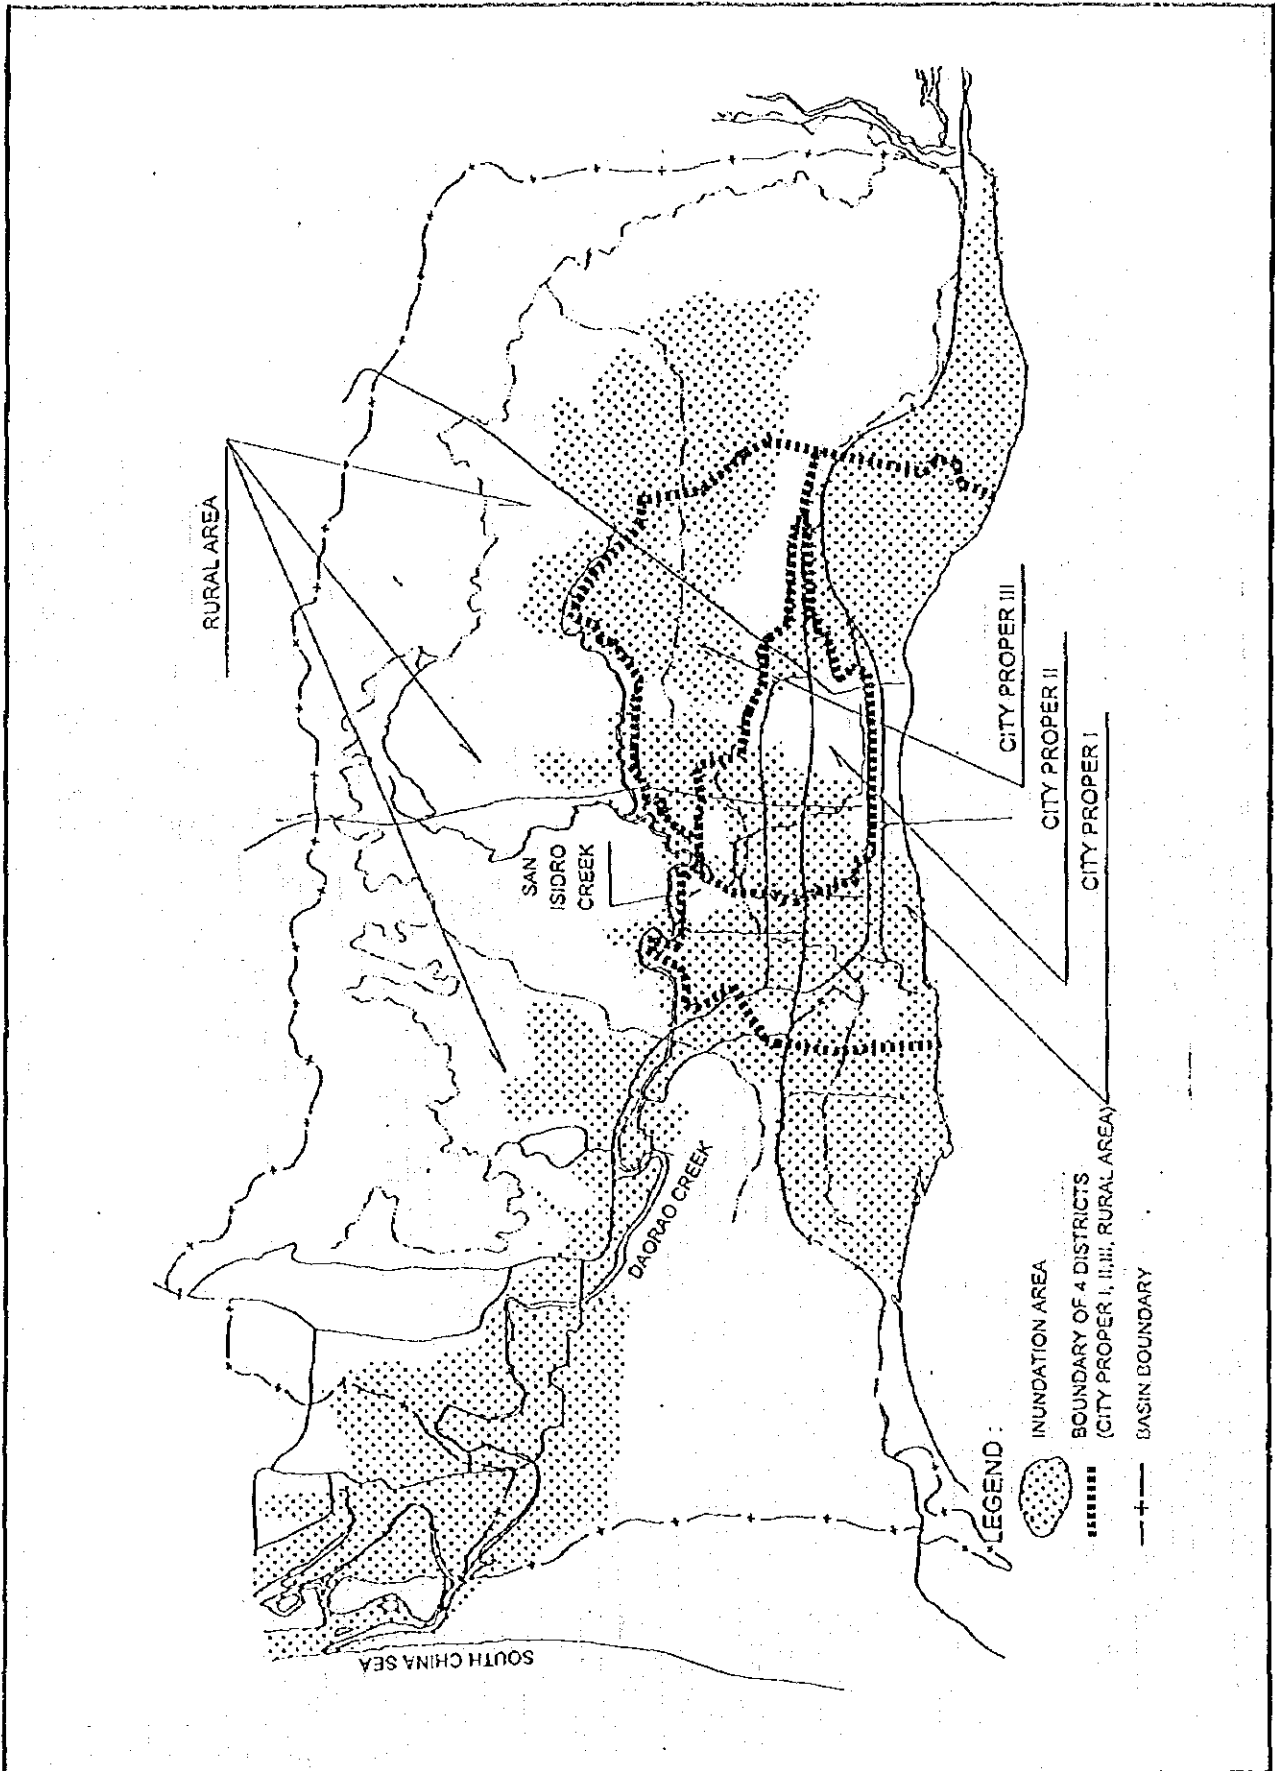 RURAL AREA
SAN
ISIDRO
CREEK
DAORAO CREEK
SOUTH CHINA SEA
CITY PROPER III
CITY PROPER II
CITY PROPER I
LEGEND :
INUNDATION AREA
BOUNDARY OF 4 DISTRICTS
(CITY PROPER I, II,III, RURAL AREA)
BASIN BOUNDARY